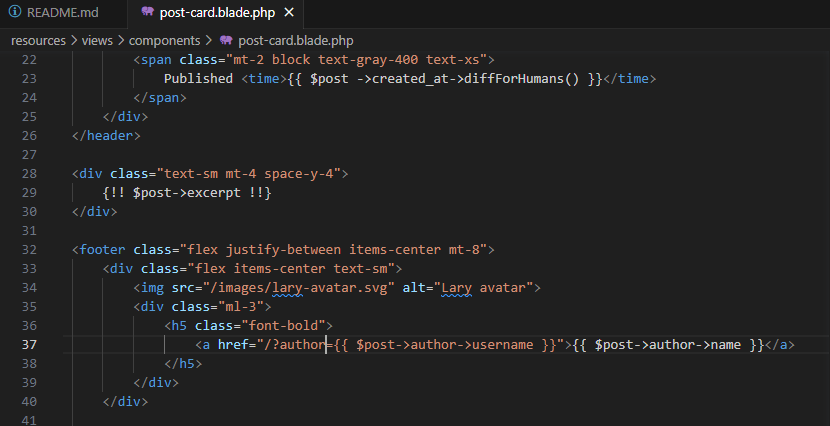 README.md post-card.blade.php
resources > views > components > post-card.blade.php
22 <span class="mt-2 block text-gray-400 text-xs">
23 Published <time>{{ $post ->created_at->diffForHumans() }}</time>
24 </span>
25 </div>
26 </header>
27
28 <div class="text-sm mt-4 space-y-4">
29 {!! $post->excerpt !!}
30 </div>
31
32 <footer class="flex justify-between items-center mt-8">
33 <div class="flex items-center text-sm">
34 <img src="/images/lary-avatar.svg" alt="Lary avatar">
35 <div class="ml-3">
36 <h5 class="font-bold">
37 <a href="/?author={{ $post->author->username }}">{{ $post->author->name }}</a>
38 </h5>
39 </div>
40 </div>
41